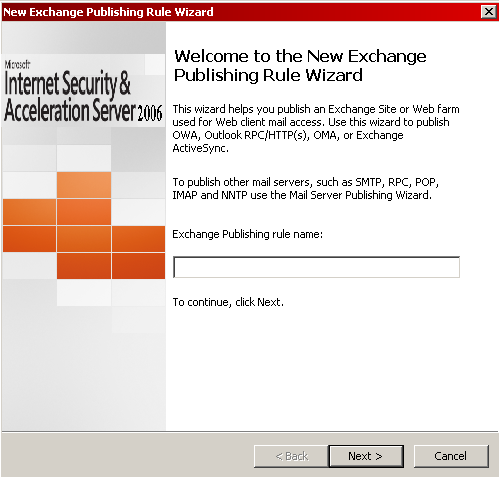 New Exchange Publishing Rule Wizard
Microsoft
Internet Security &
Acceleration Server 2006
Welcome to the New Exchange
Publishing Rule Wizard
This wizard helps you publish an Exchange Site or Web farm
used for Web client mail access. Use this wizard to publish
OWA, Outlook RPC/HTTP(s), OMA, or Exchange
ActiveSync.
To publish other mail servers, such as SMTP, RPC, POP,
IMAP and NNTP use the Mail Server Publishing Wizard.
Exchange Publishing rule name:
To continue, click Next.
< Back
Next >
Cancel